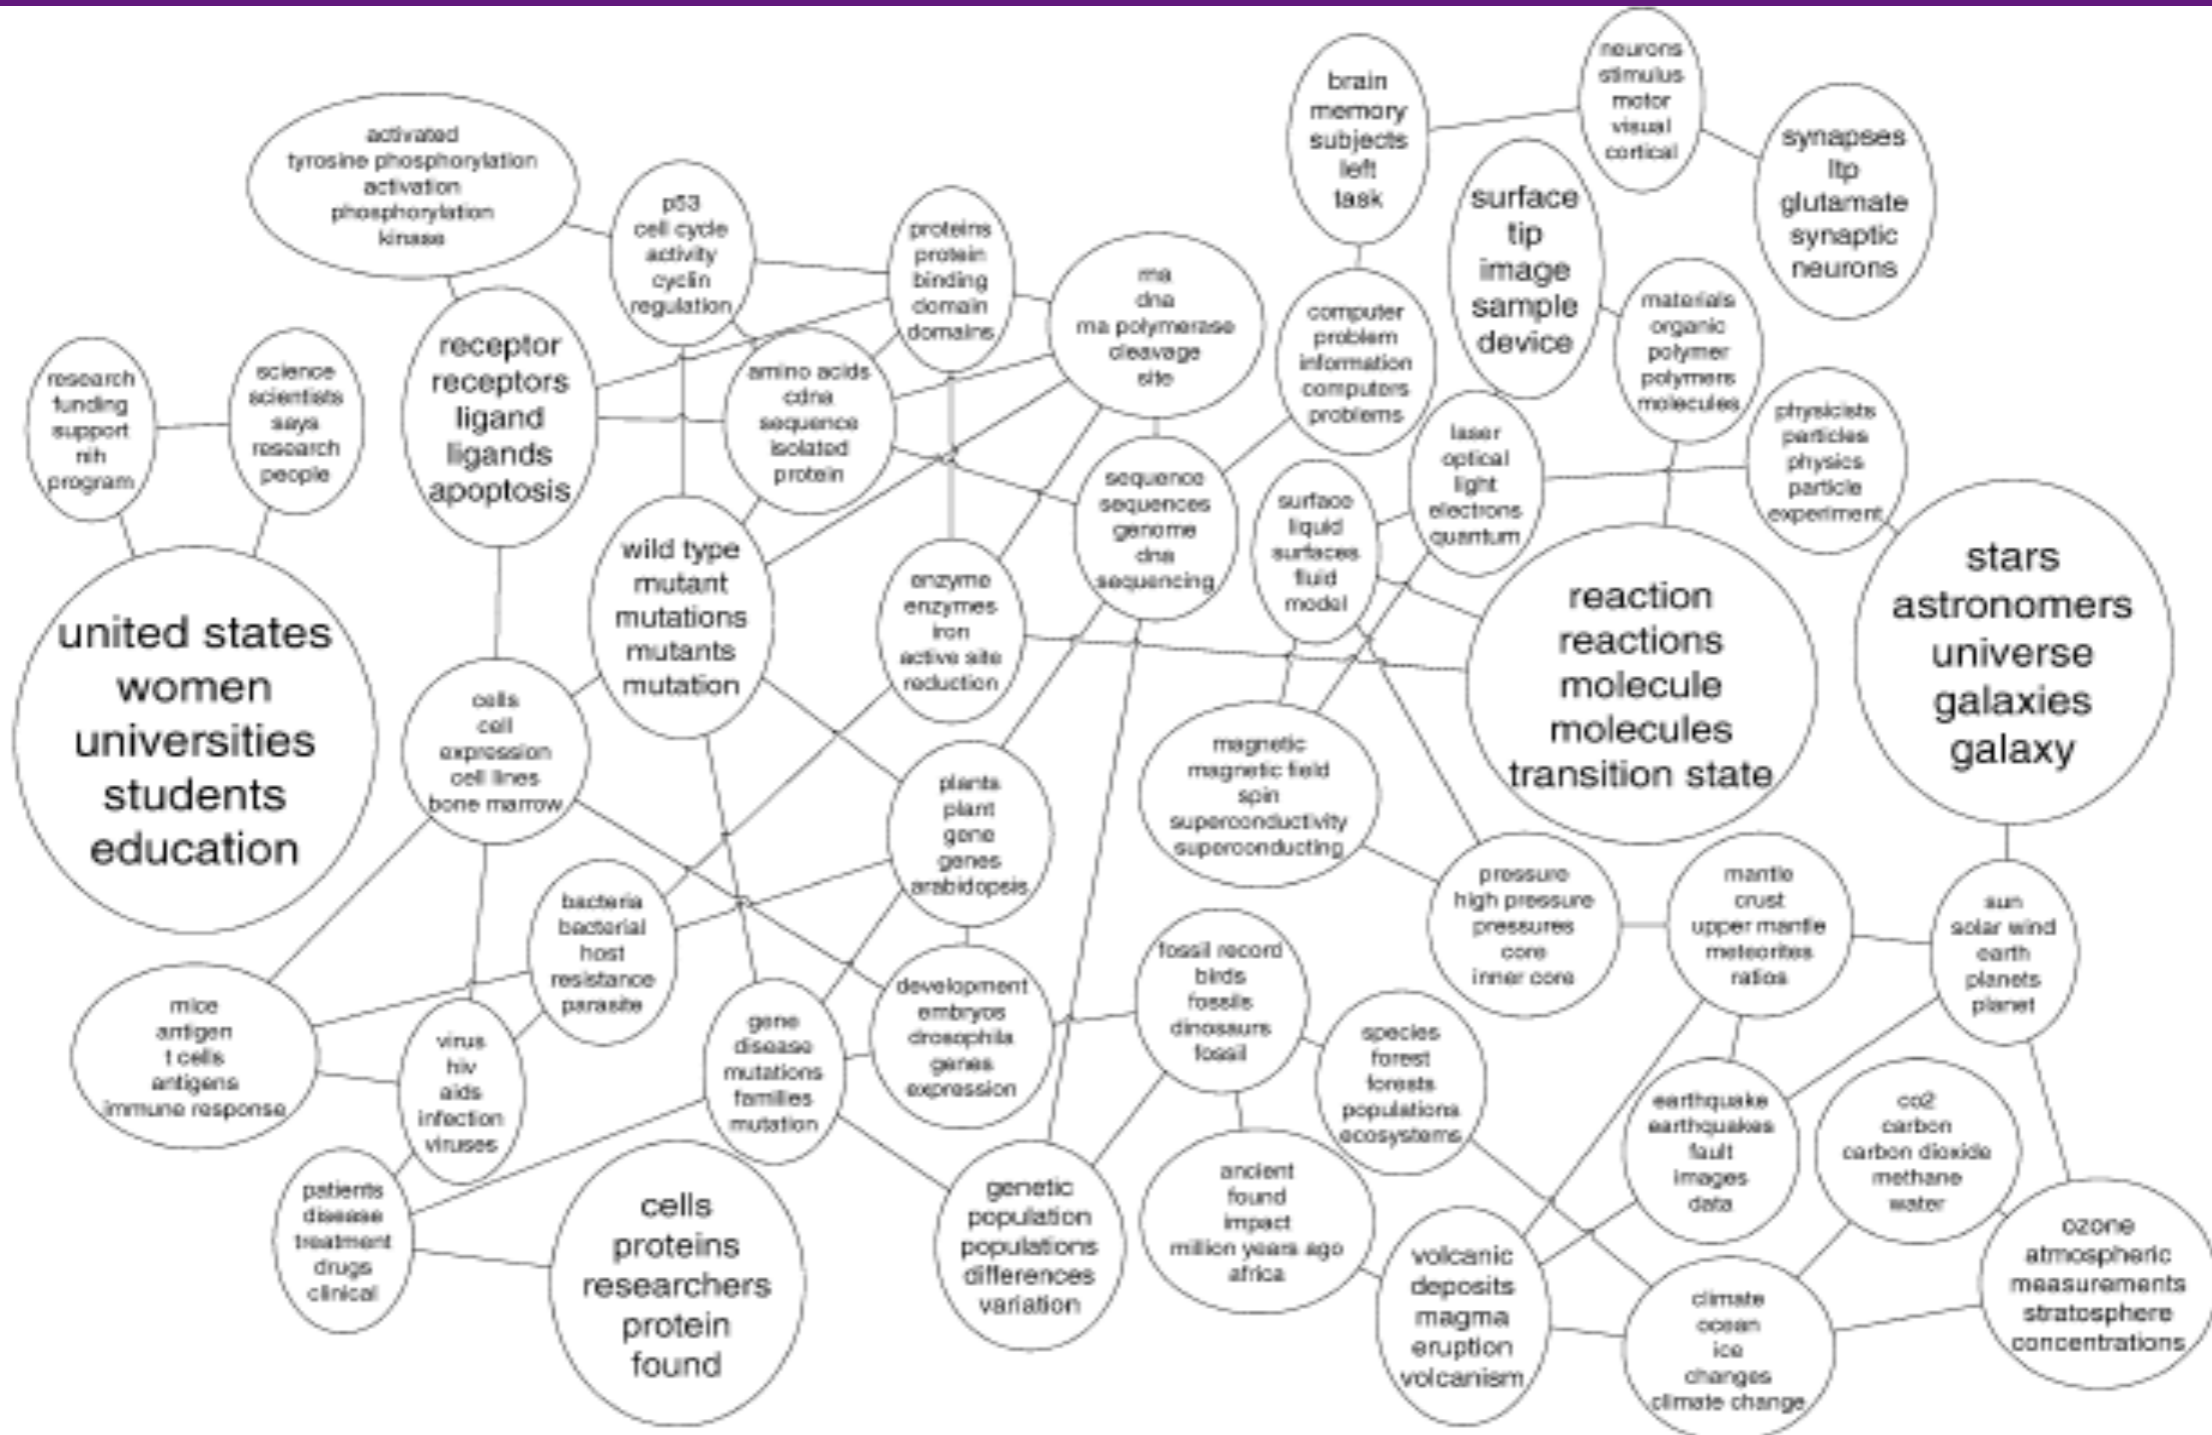 neurons
stimulus
motor
visual
cortical
brain
memory
subjects
left
task
synapses
ltp
glutamate
synaptic
neurons
activated
tyrosine phosphorylation
activation
phosphorylation
kinase
p53
cell cycle
activity
cyclin
regulation
proteins
protein
binding
domain
domains
rna
dna
rna polymerase
cleavage
site
surface
tip
image
sample
device
computer
problem
information
computers
problems
materials
organic
polymer
polymers
molecules
research
funding
support
nih
program
science
scientists
says
research
people
receptor
receptors
ligand
ligands
apoptosis
amino acids
cdna
sequence
isolated
protein
sequence
sequences
genome
dna
sequencing
surface
liquid
surfaces
fluid
model
laser
optical
light
electrons
quantum
physicists
particles
physics
particle
experiment
united states
women
universities
students
education
wild type
mutant
mutations
mutants
mutation
enzyme
enzymes
iron
active site
reduction
reaction
reactions
molecule
molecules
transition state
stars
astronomers
universe
galaxies
galaxy
cells
cell
expression
cell lines
bone marrow
plants
plant
gene
genes
arabidopsis
magnetic
magnetic field
spin
superconductivity
superconducting
pressure
high pressure
pressures
core
inner core
mantle
crust
upper mantle
meteorites
ratios
sun
solar wind
earth
planets
planet
bacteria
bacterial
host
resistance
parasite
mice
antigen
t cells
antigens
immune response
virus
hiv
aids
infection
viruses
gene
disease
mutations
families
mutation
development
embryos
drosophila
genes
expression
fossil record
birds
fossils
dinosaurs
fossil
species
forest
forests
populations
ecosystems
earthquake
earthquakes
fault
images
data
co2
carbon
carbon dioxide
methane
water
patients
disease
treatment
drugs
clinical
cells
proteins
researchers
protein
found
genetic
population
populations
differences
variation
ancient
found
impact
million years ago
africa
volcanic
deposits
magma
eruption
volcanism
climate
ocean
ice
changes
climate change
ozone
atmospheric
measurements
stratosphere
concentrations